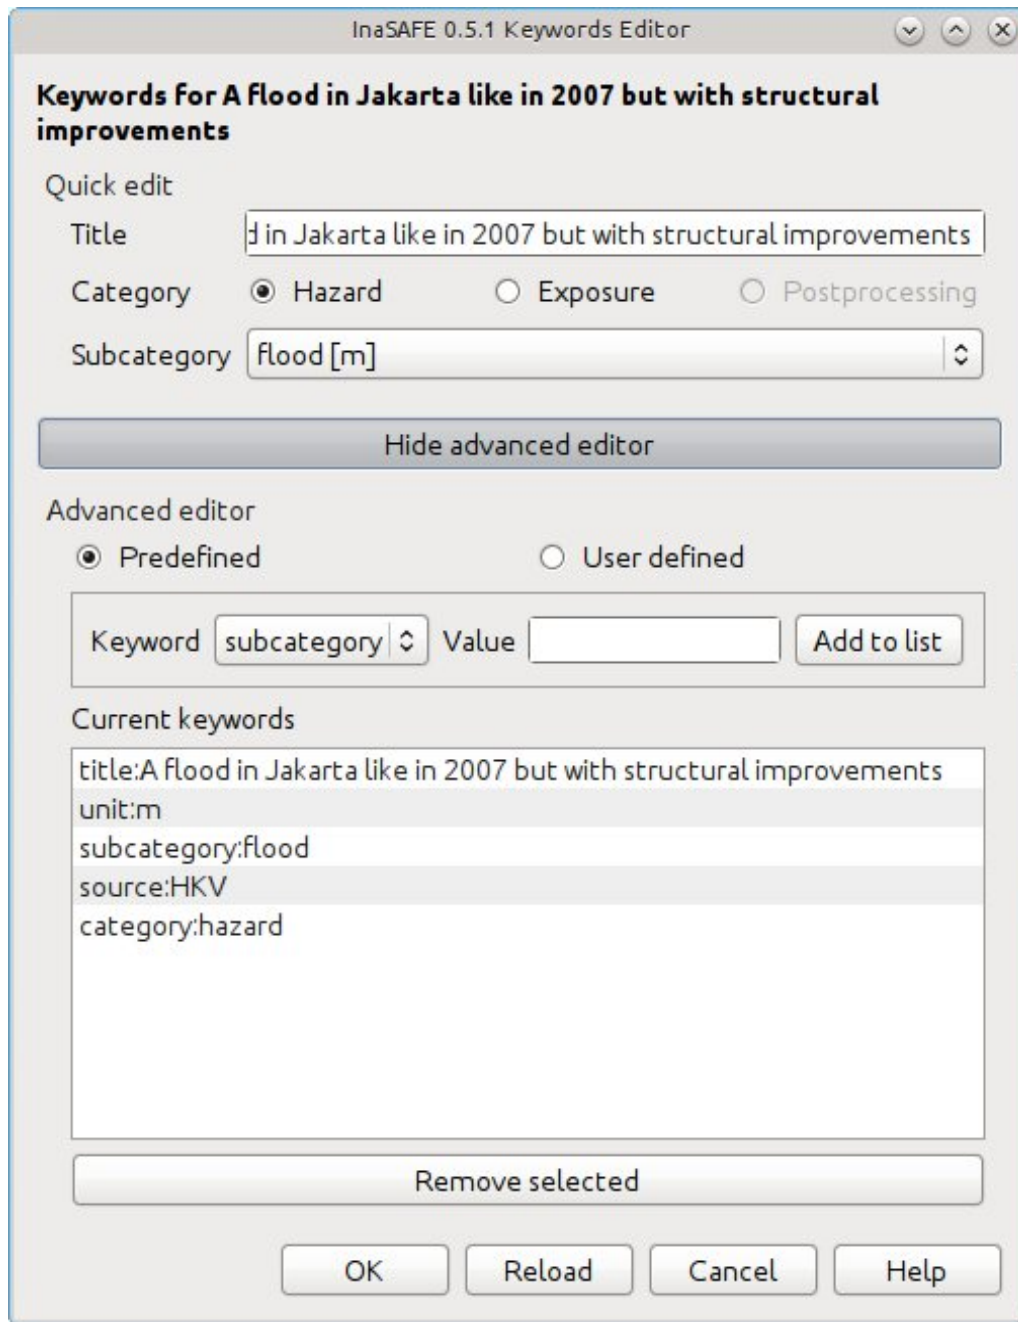 InaSAFE 0.5.1 Keywords Editor
Keywords for A flood in Jakarta like in 2007 but with structural
improvements
Quick edit
Title d in Jakarta like in 2007 but with structural improvements
Category Hazard Exposure Postprocessing
Subcategory flood [m]
Hide advanced editor
Advanced editor
Predefined User defined
Keyword subcategory Value Add to list
Current keywords
title:A flood in Jakarta like in 2007 but with structural improvements
unit:m
subcategory:flood
source:HKV
category:hazard
Remove selected
OK Reload Cancel Help